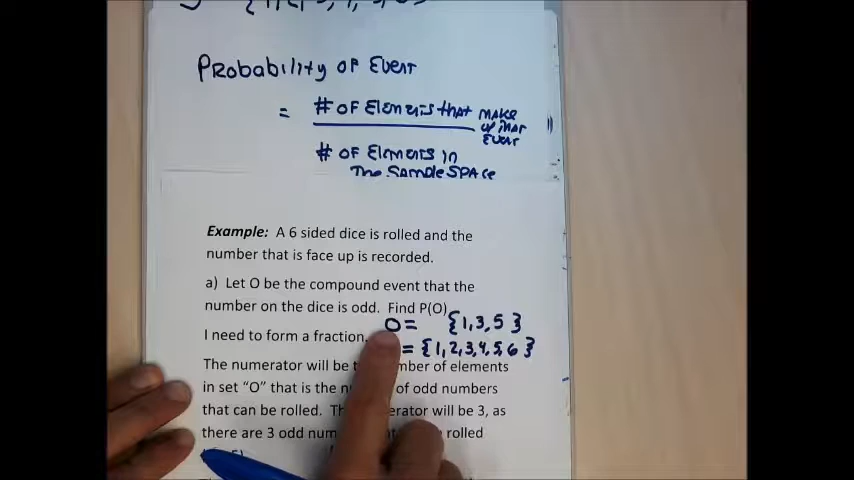 Probability of Event
= # of Elements that make up that Event
# of Elements in
The Sample Space
Example: A 6 sided dice is rolled and the
number that is face up is recorded.
a) Let O be the compound event that the
number on the dice is odd. Find P(O)
O = {1,3,5}
I need to form a fraction.
= {1,2,3,4,5,6}
The numerator will be the number of elements
in set “O” that is the of odd numbers
that can be rolled. The numerator will be 3, as
there are 3 odd rolled